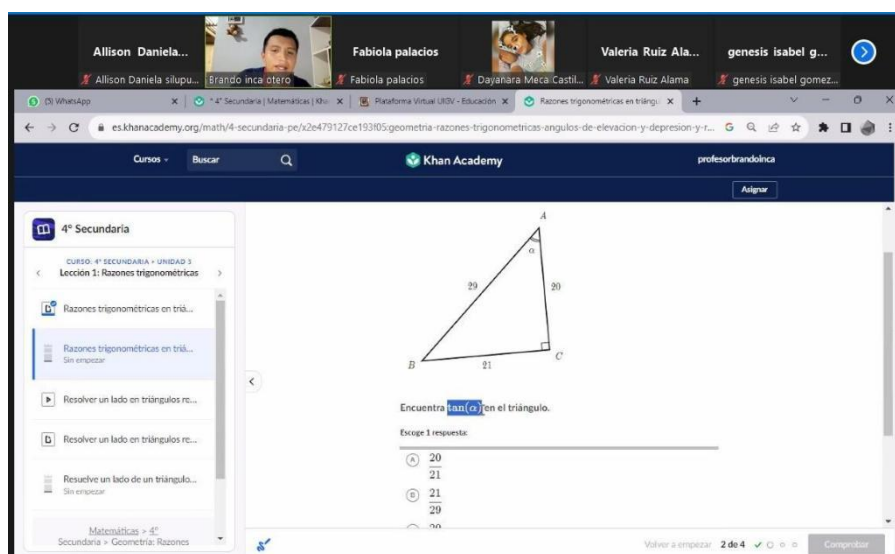 Allison Daniela...
Fabiola palacios
Valeria Ruiz Ala...
genesis isabel g...
Allison Daniela silupu...
Brando inca otero
Fabiola palacios
Dayanara Meca Castil...
Valeria Ruiz Alama
genesis isabel gomez...
(5) WhatsApp
* 4° Secundaria | Matemáticas | Kha
Plataforma Virtual UIGV - Educación
Razones trigonométricas en triángu
es.khanacademy.org/math/4-secundaria-pe/x2e479127ce193f05:geometria-razones-trigonometricas-angulos-de-elevacion-y-depresion-y-r...
Cursos
Buscar
Khan Academy
profesorbrandoinca
Asignar
4° Secundaria
CURSO: 4° SECUNDARIA > UNIDAD 3
Lección 1: Razones trigonométricas
Razones trigonométricas en triá...
Razones trigonométricas en triá...
Sin empezar
Resolver un lado en triángulos re...
Resolver un lado en triángulos re...
Resuelve un lado de un triángulo...
Sin empezar
Matemáticas > 4°
Secundaria > Geometría: Razones
A
α
29
20
B
21
C
Encuentra tan(α) en el triángulo.
Escoge 1 respuesta:
A 20/21
B 21/29
Volver a empezar
2 de 4
Comprobar